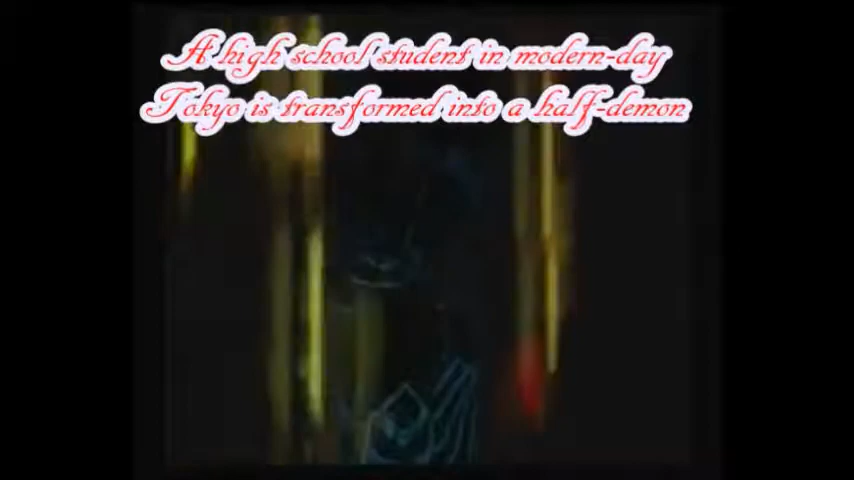 A high school student in modern-day
Tokyo is transformed into a half-demon